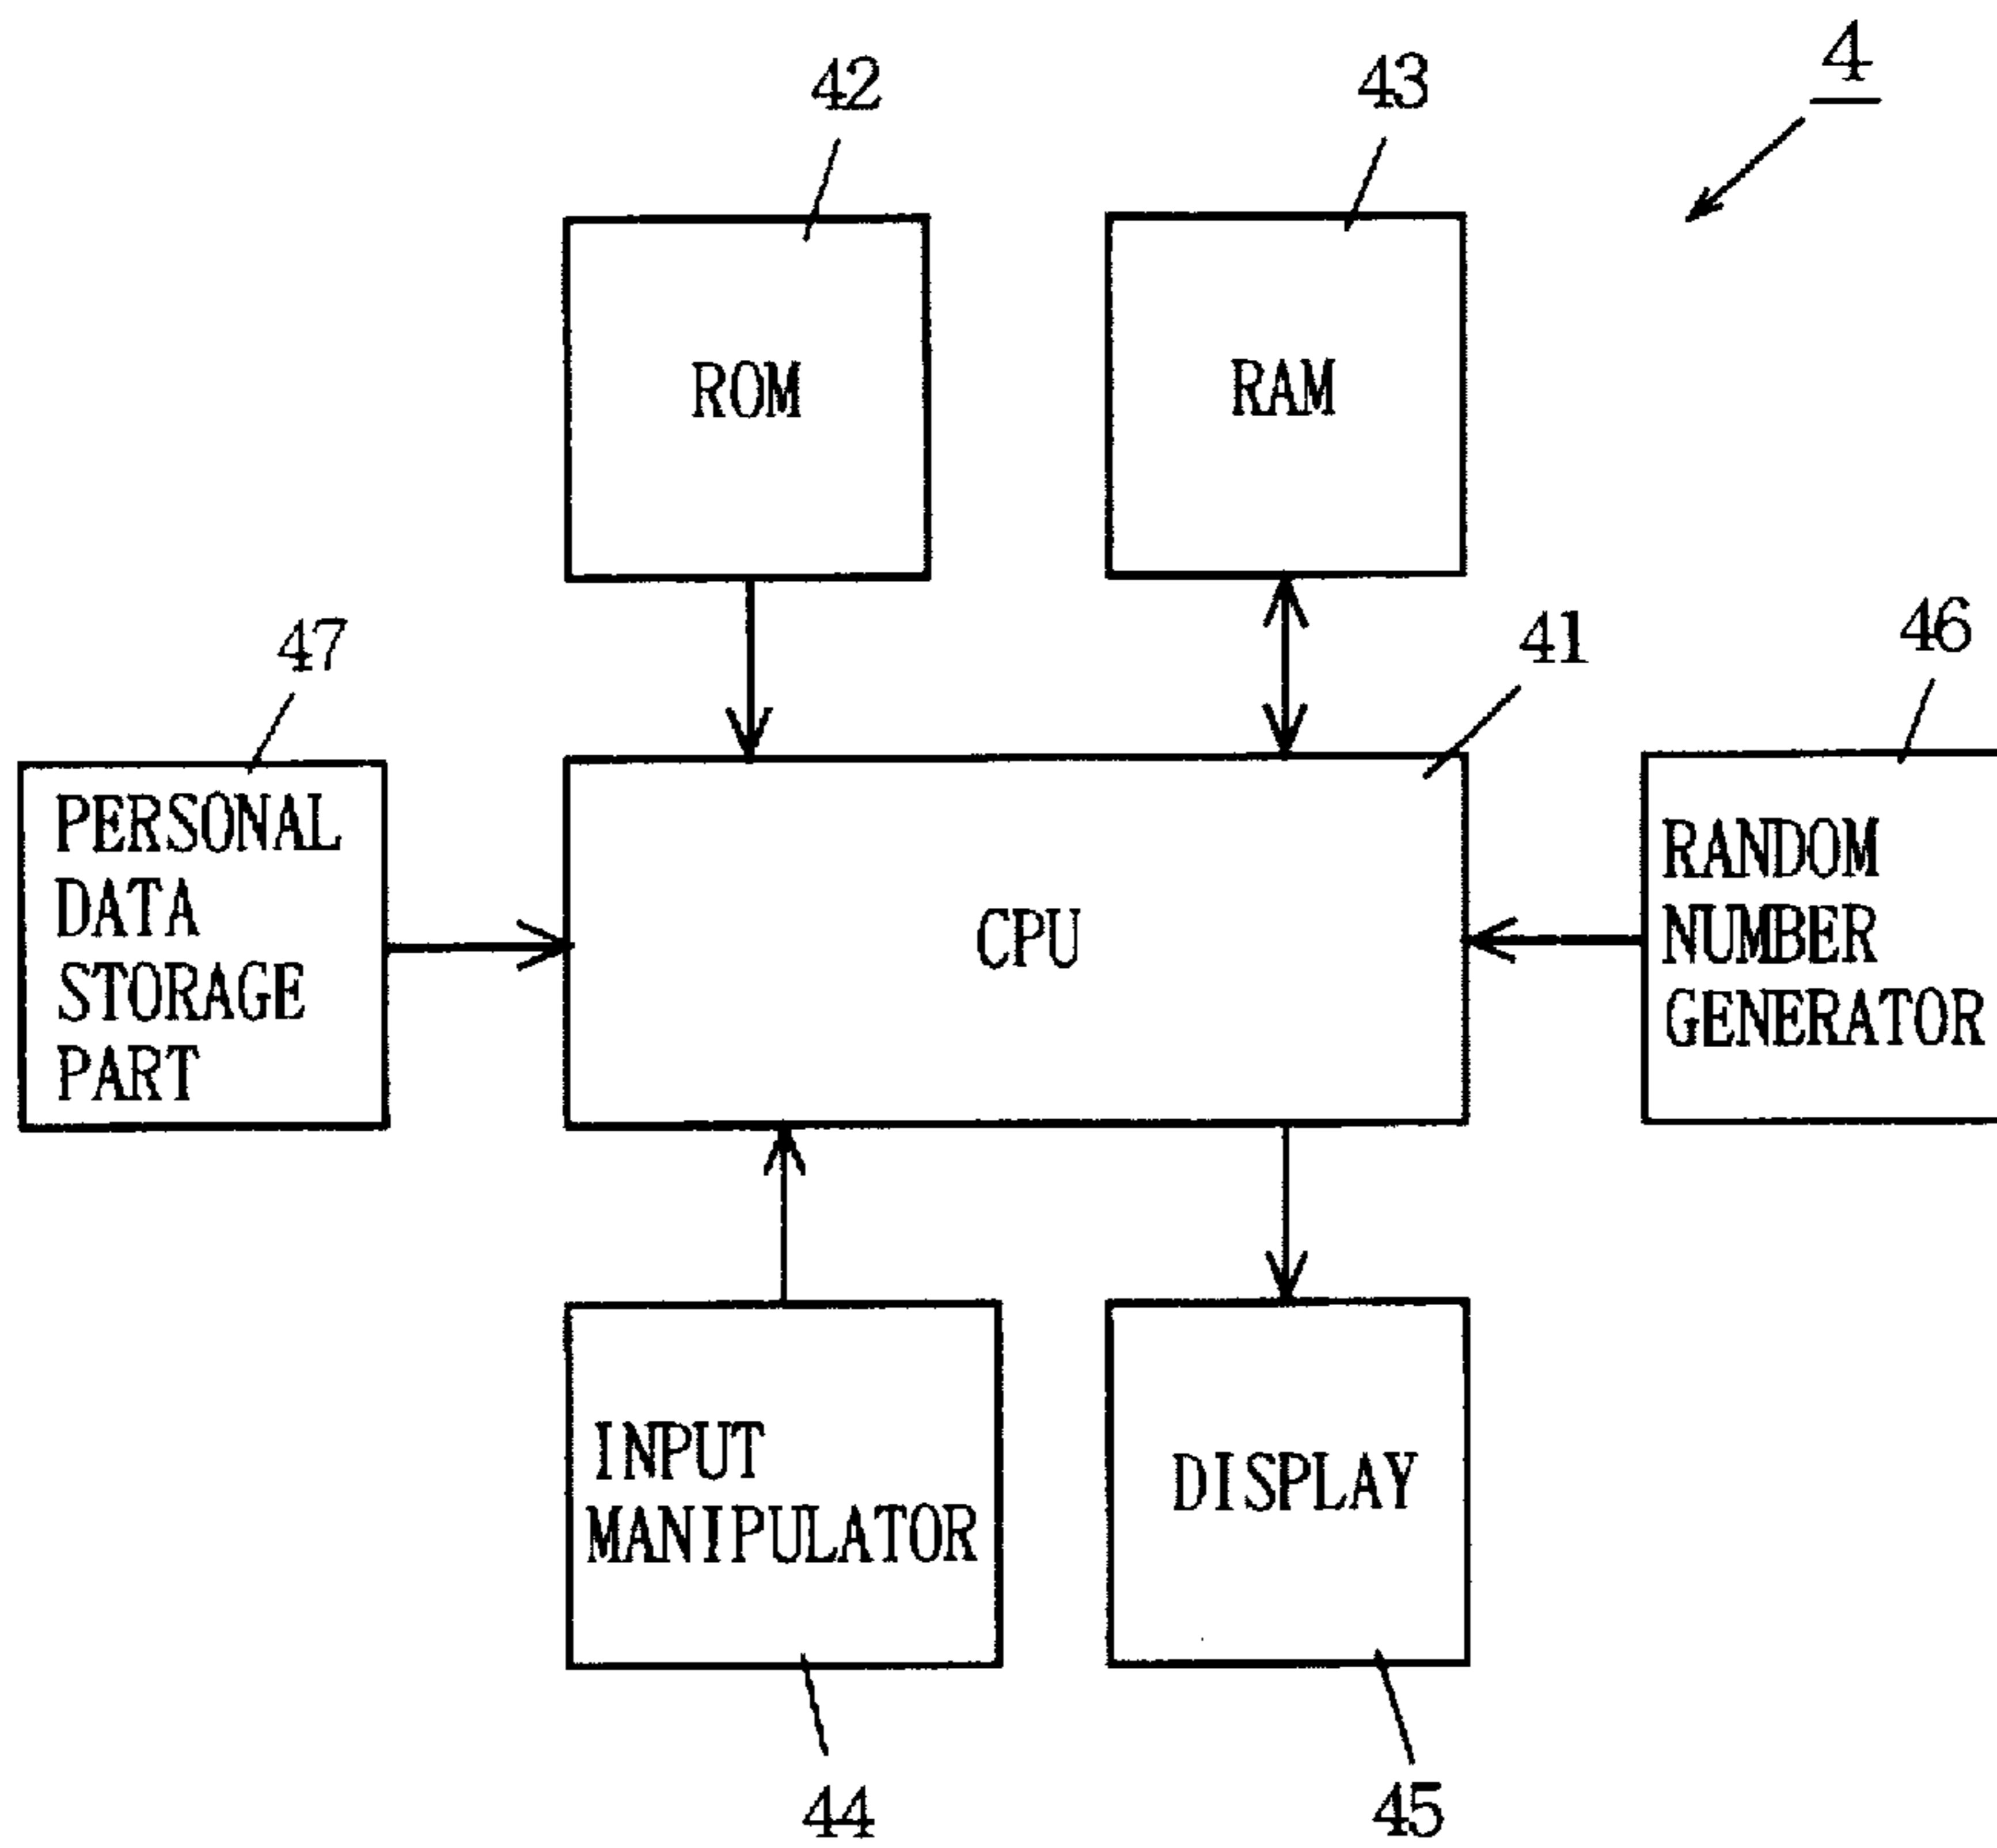 4
42
43
ROM
RAM
47
41
46
PERSONAL
DATA
STORAGE
PART
CPU
RANDOM
NUMBER
GENERATOR
INPUT
MANIPULATOR
DISPLAY
44
45